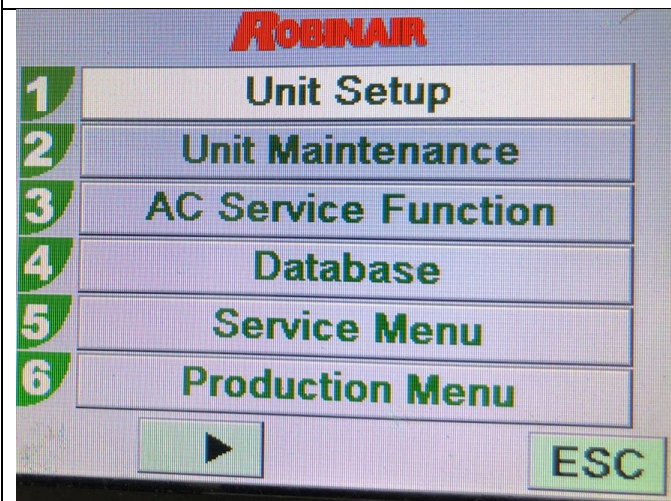 ROBINAIR
1 Unit Setup
2 Unit Maintenance
3 AC Service Function
4 Database
5 Service Menu
6 Production Menu
ESC